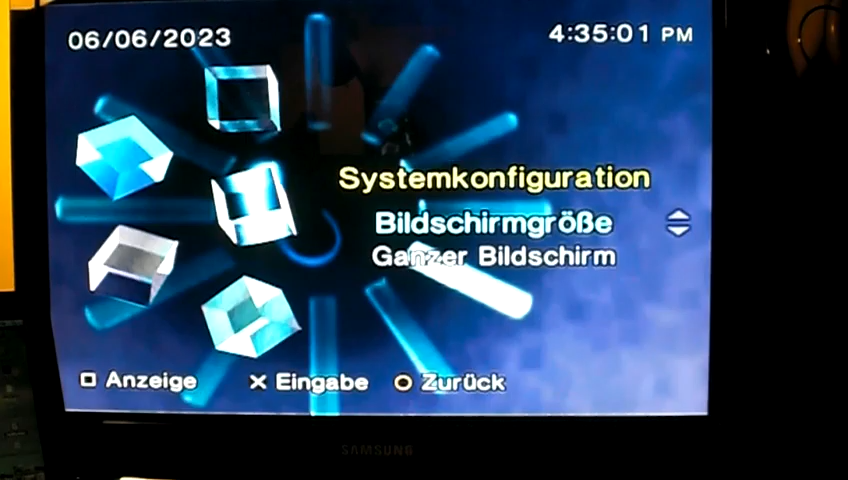 06/06/2023 4:35:01 PM
Systemkonfiguration
Bildschirmgröße
Ganzer Bildschirm
Anzeige Eingabe Zurück
SAMSUNG